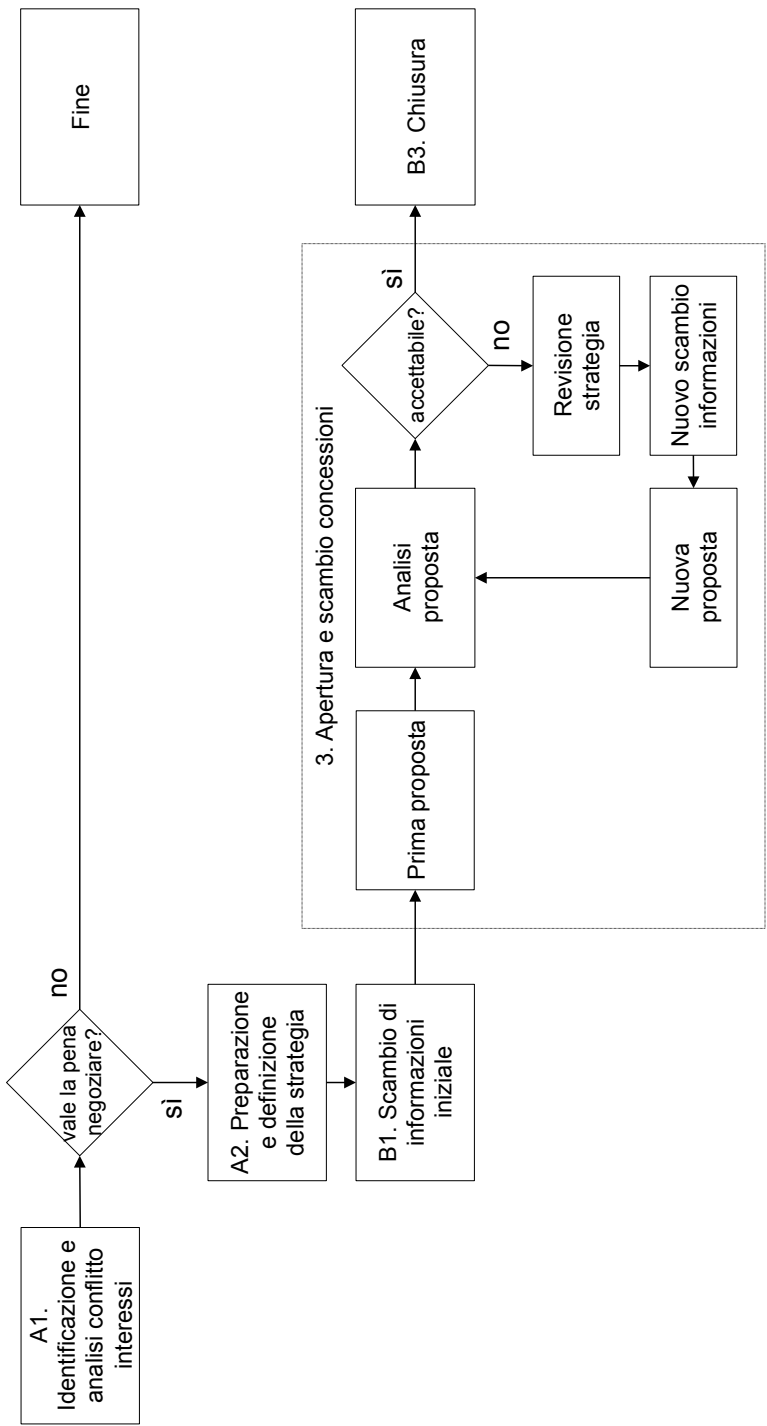 A1.
Identificazione e
analisi conflitto
interessi
vale la pena
negoziare?
no
Fine
sì
A2. Preparazione
e definizione
della strategia
B1. Scambio di
informazioni
iniziale
3. Apertura e scambio concessioni
Prima proposta
Analisi
proposta
accettabile?
sì
B3. Chiusura
no
Revisione
strategia
Nuovo scambio
informazioni
Nuova
proposta